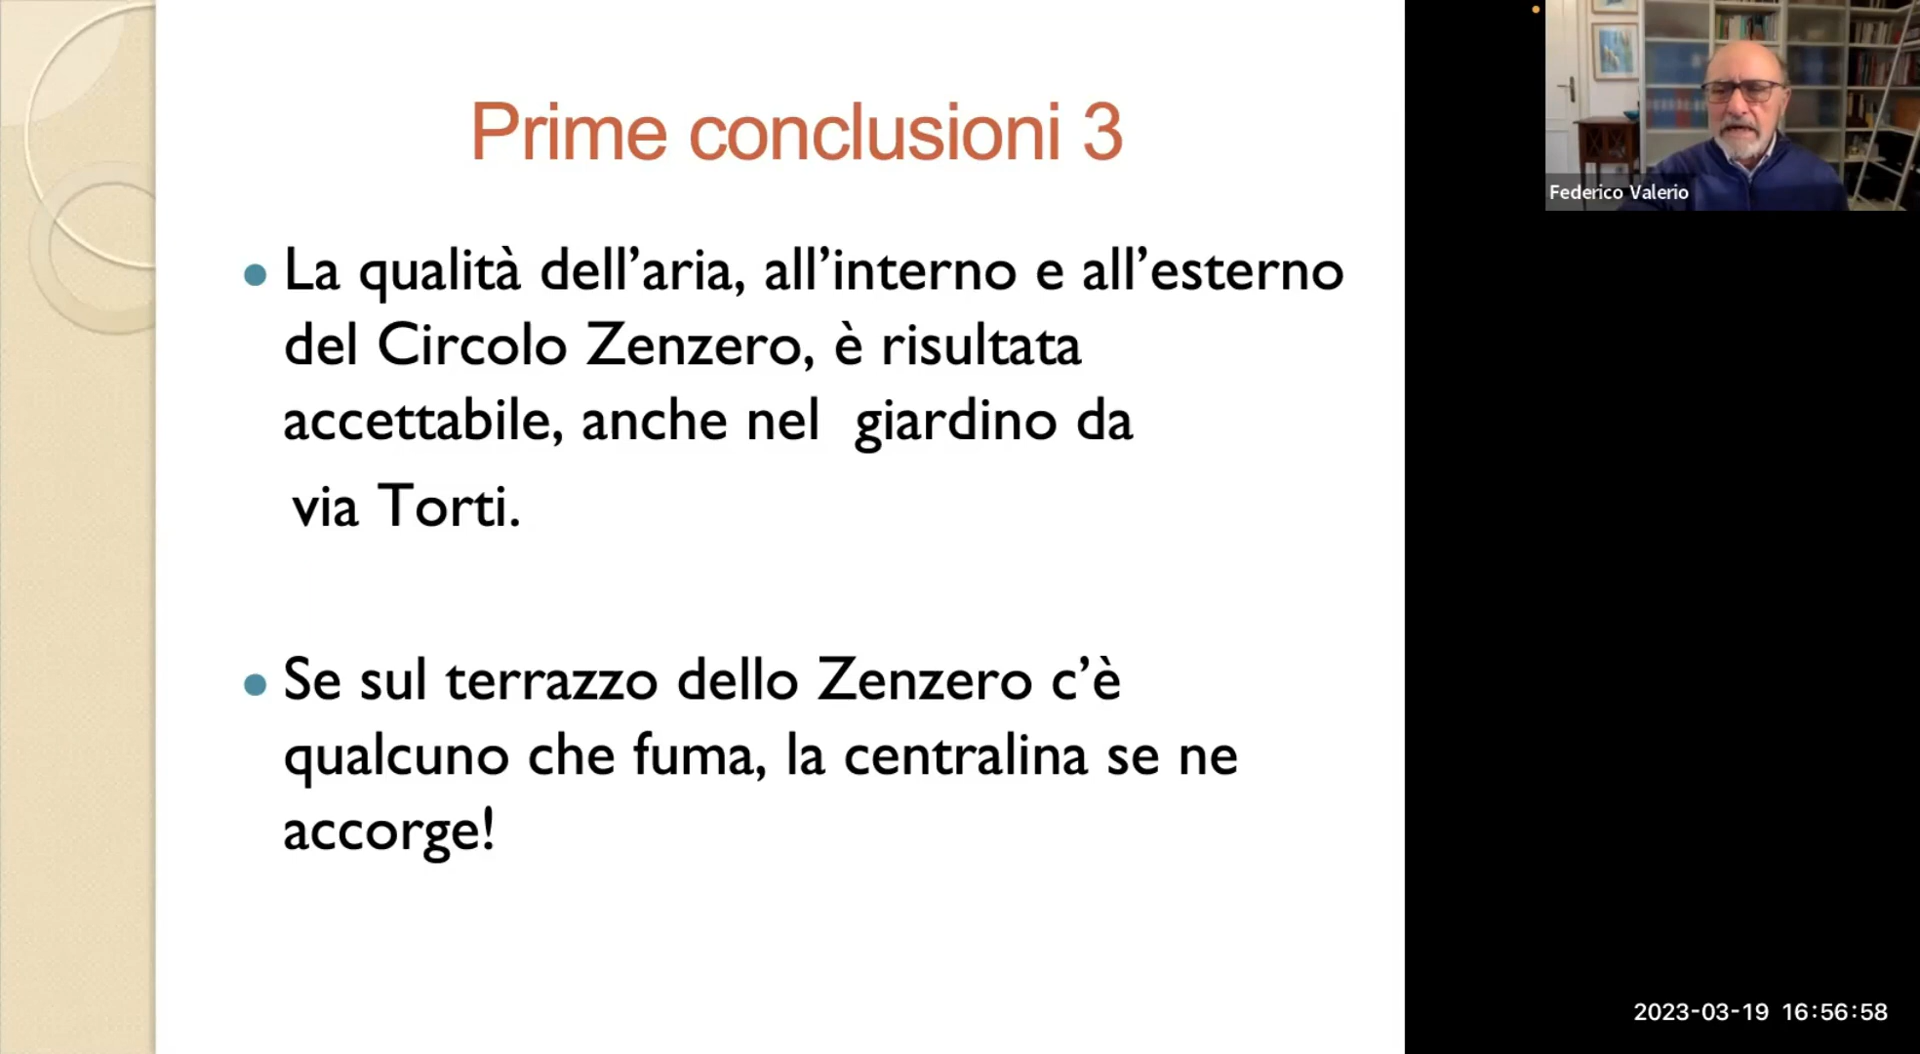 Prime conclusioni 3
La qualità dell’aria, all’interno e all’esterno
del Circolo Zenzero, è risultata
accettabile, anche nel giardino da
via Torti.
Se sul terrazzo dello Zenzero c’è
qualcuno che fuma, la centralina se ne
accorge!
Federico Valerio
2023-03-19 16:56:58